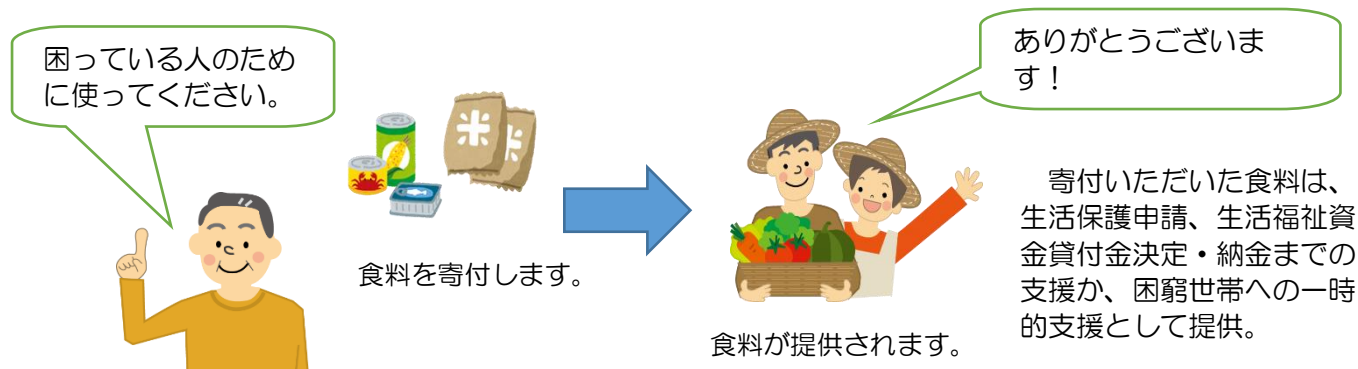 困っている人のため
に使ってください。
ありがとうございま
す！
食料を寄付します。
食料が提供されます。
寄付いただいた食料は、
生活保護申請、生活福祉資
金貸付金決定・納金までの
支援か、困窮世帯への一時
的支援として提供。